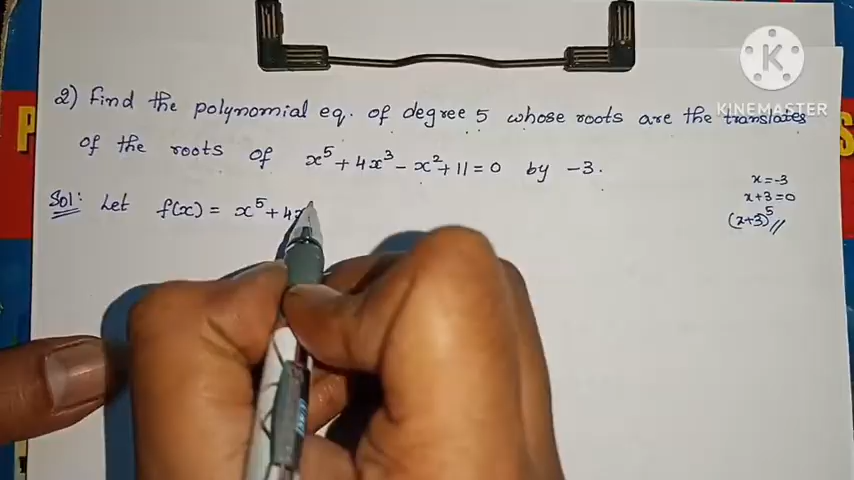 K
KINEMASTER
2) Find the polynomial eq. of degree 5 whose roots are the translates
of the roots of x⁵ + 4x³ - x² + 11 = 0 by -3.
x = -3
x+3 = 0
(x+3)⁵ //
Sol: Let f(x) = x⁵ + 4x